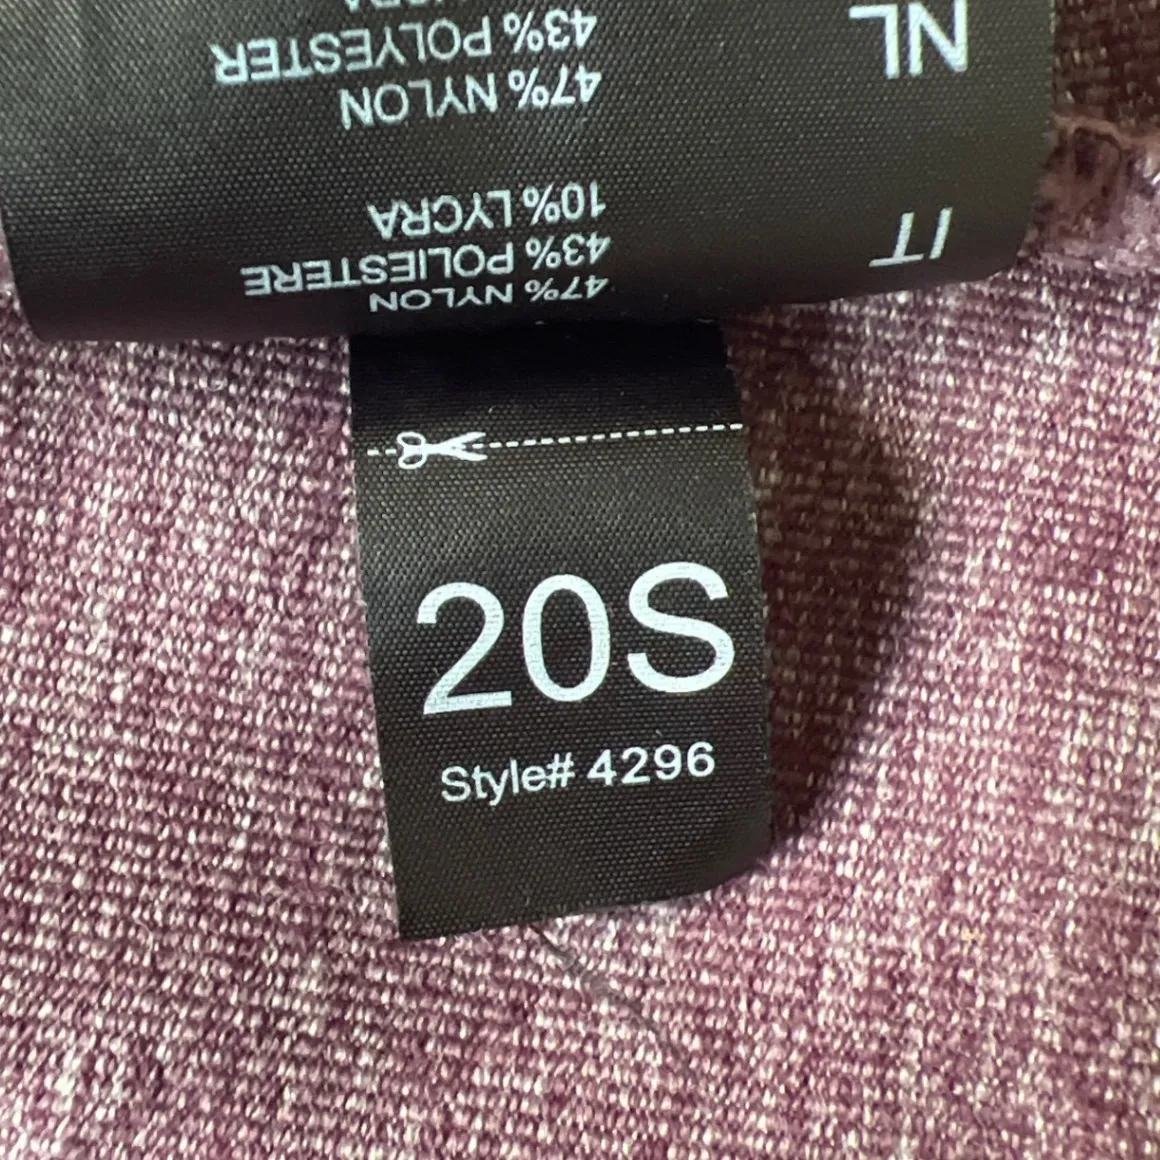 20S
Style# 4296
IT
47% NYLON
43% POLIESTERE
10% LYCRA
NL
47% NYLON
43% POLYESTER